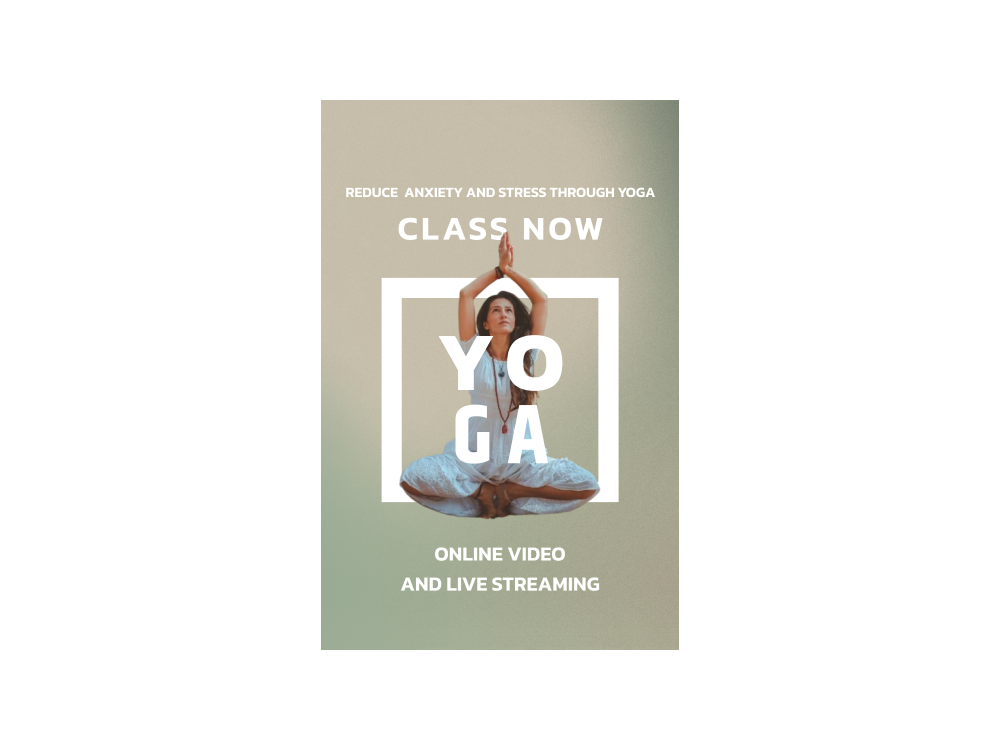 REDUCE  ANXIETY AND STRESS THROUGH YOGA
CLASS NOW
YO
GA
ONLINE VIDEO
AND LIVE STREAMING